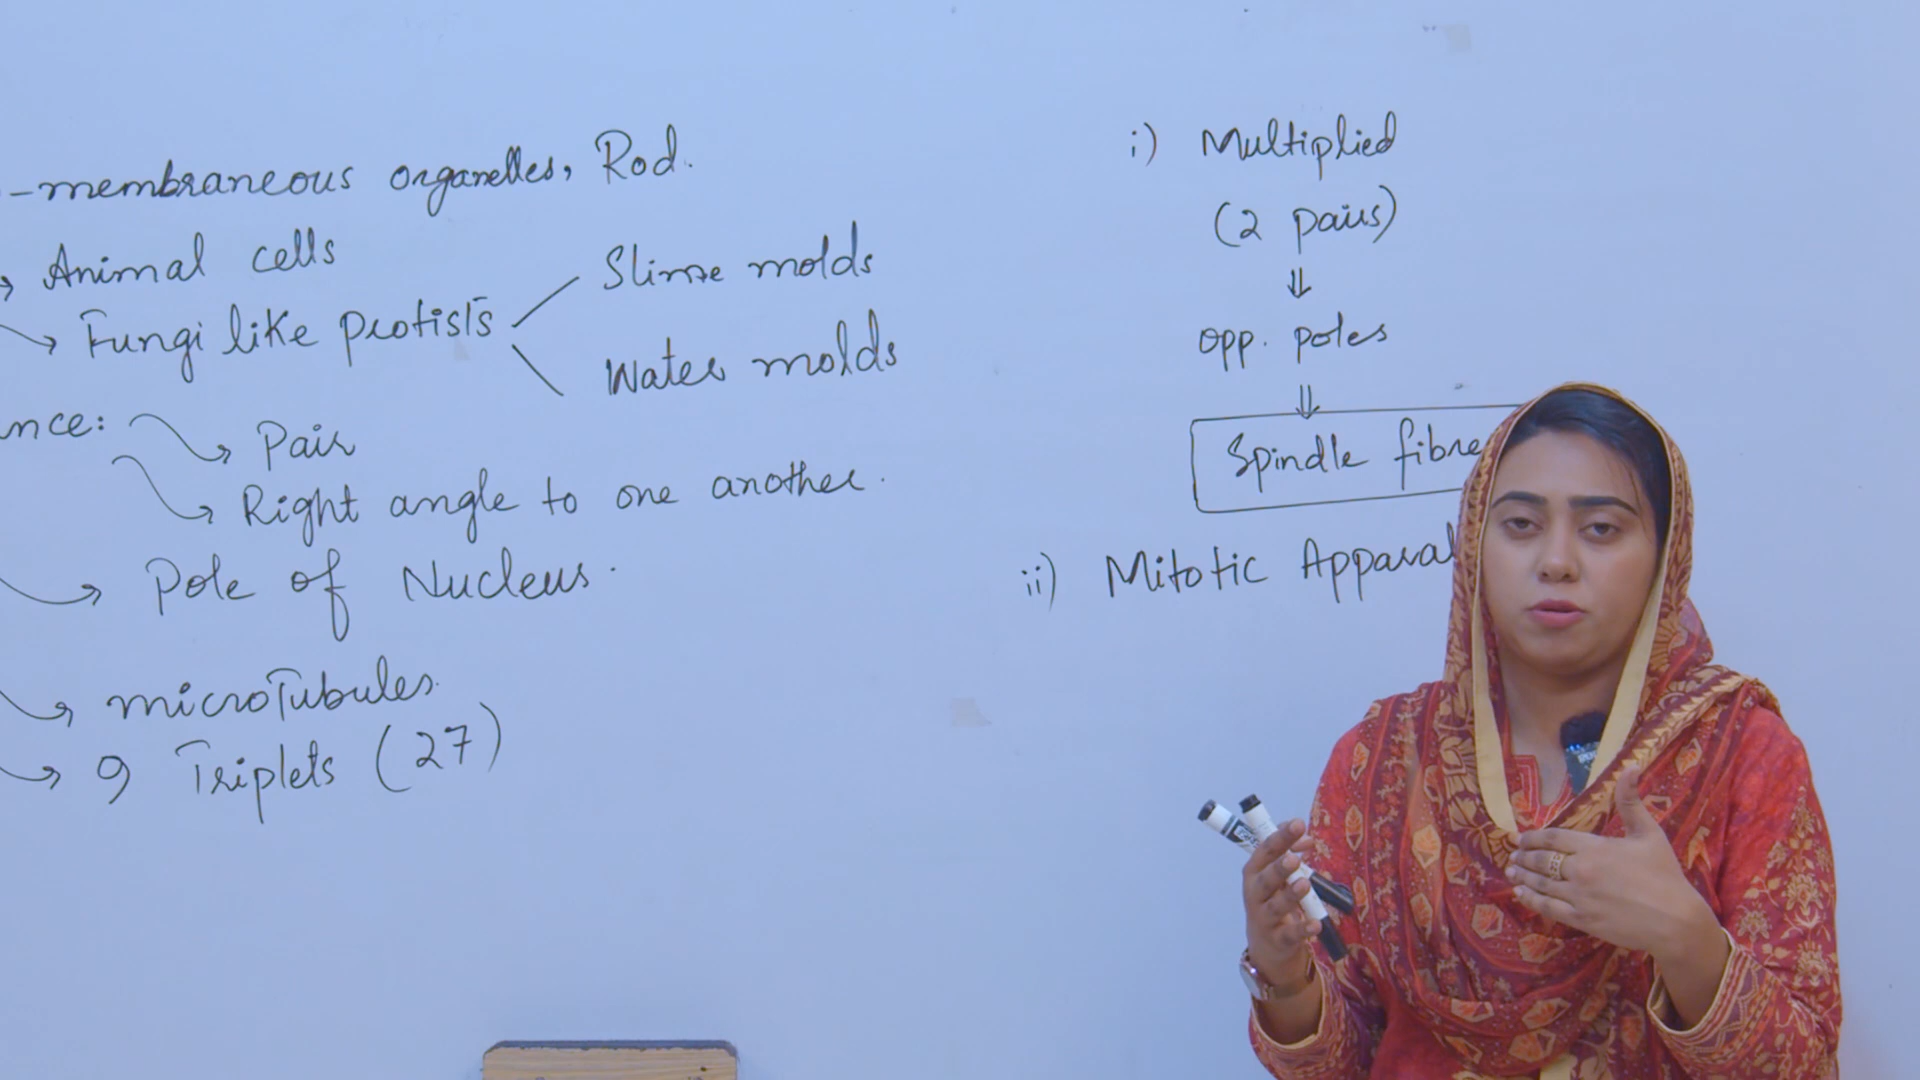 -membraneous organelles, Rod.
Animal cells
Fungi like protists
Slime molds
Water molds
nce:
Pair
Right angle to one another.
Pole of Nucleus.
microTubules.
9 Triplets (27)
i) Multiplied
(2 pairs)
opp. poles
Spindle fibre
ii) Mitotic Apparat